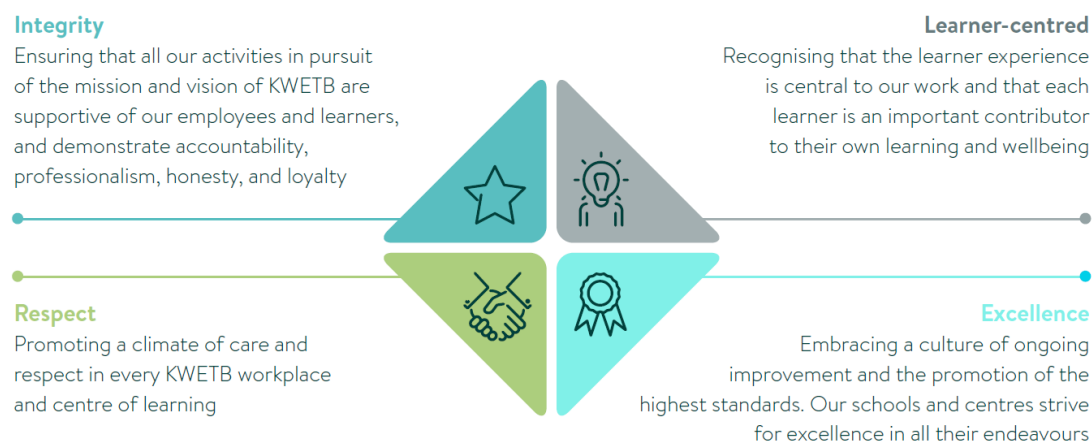 Integrity
Ensuring that all our activities in pursuit
of the mission and vision of KWETB are
supportive of our employees and learners,
and demonstrate accountability,
professionalism, honesty, and loyalty
Learner-centred
Recognising that the learner experience
is central to our work and that each
learner is an important contributor
to their own learning and wellbeing
Respect
Promoting a climate of care and
respect in every KWETB workplace
and centre of learning
Excellence
Embracing a culture of ongoing
improvement and the promotion of the
highest standards. Our schools and centres strive
for excellence in all their endeavours